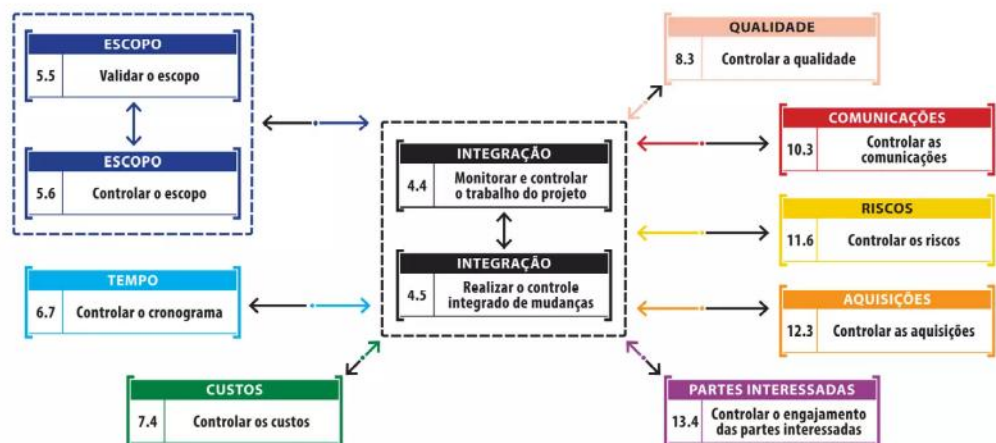 ESCOPO
5.5 Validar o escopo
ESCOPO
5.6 Controlar o escopo
TEMPO
6.7 Controlar o cronograma
CUSTOS
7.4 Controlar os custos
INTEGRAÇÃO
4.4 Monitorar e controlar
o trabalho do projeto
INTEGRAÇÃO
4.5 Realizar o controle
integrado de mudanças
QUALIDADE
8.3 Controlar a qualidade
COMUNICAÇÕES
10.3 Controlar as
comunicações
RISCOS
11.6 Controlar os riscos
AQUISIÇÕES
12.3 Controlar as aquisições
PARTES INTERESSADAS
13.4 Controlar o engajamento
das partes interessadas